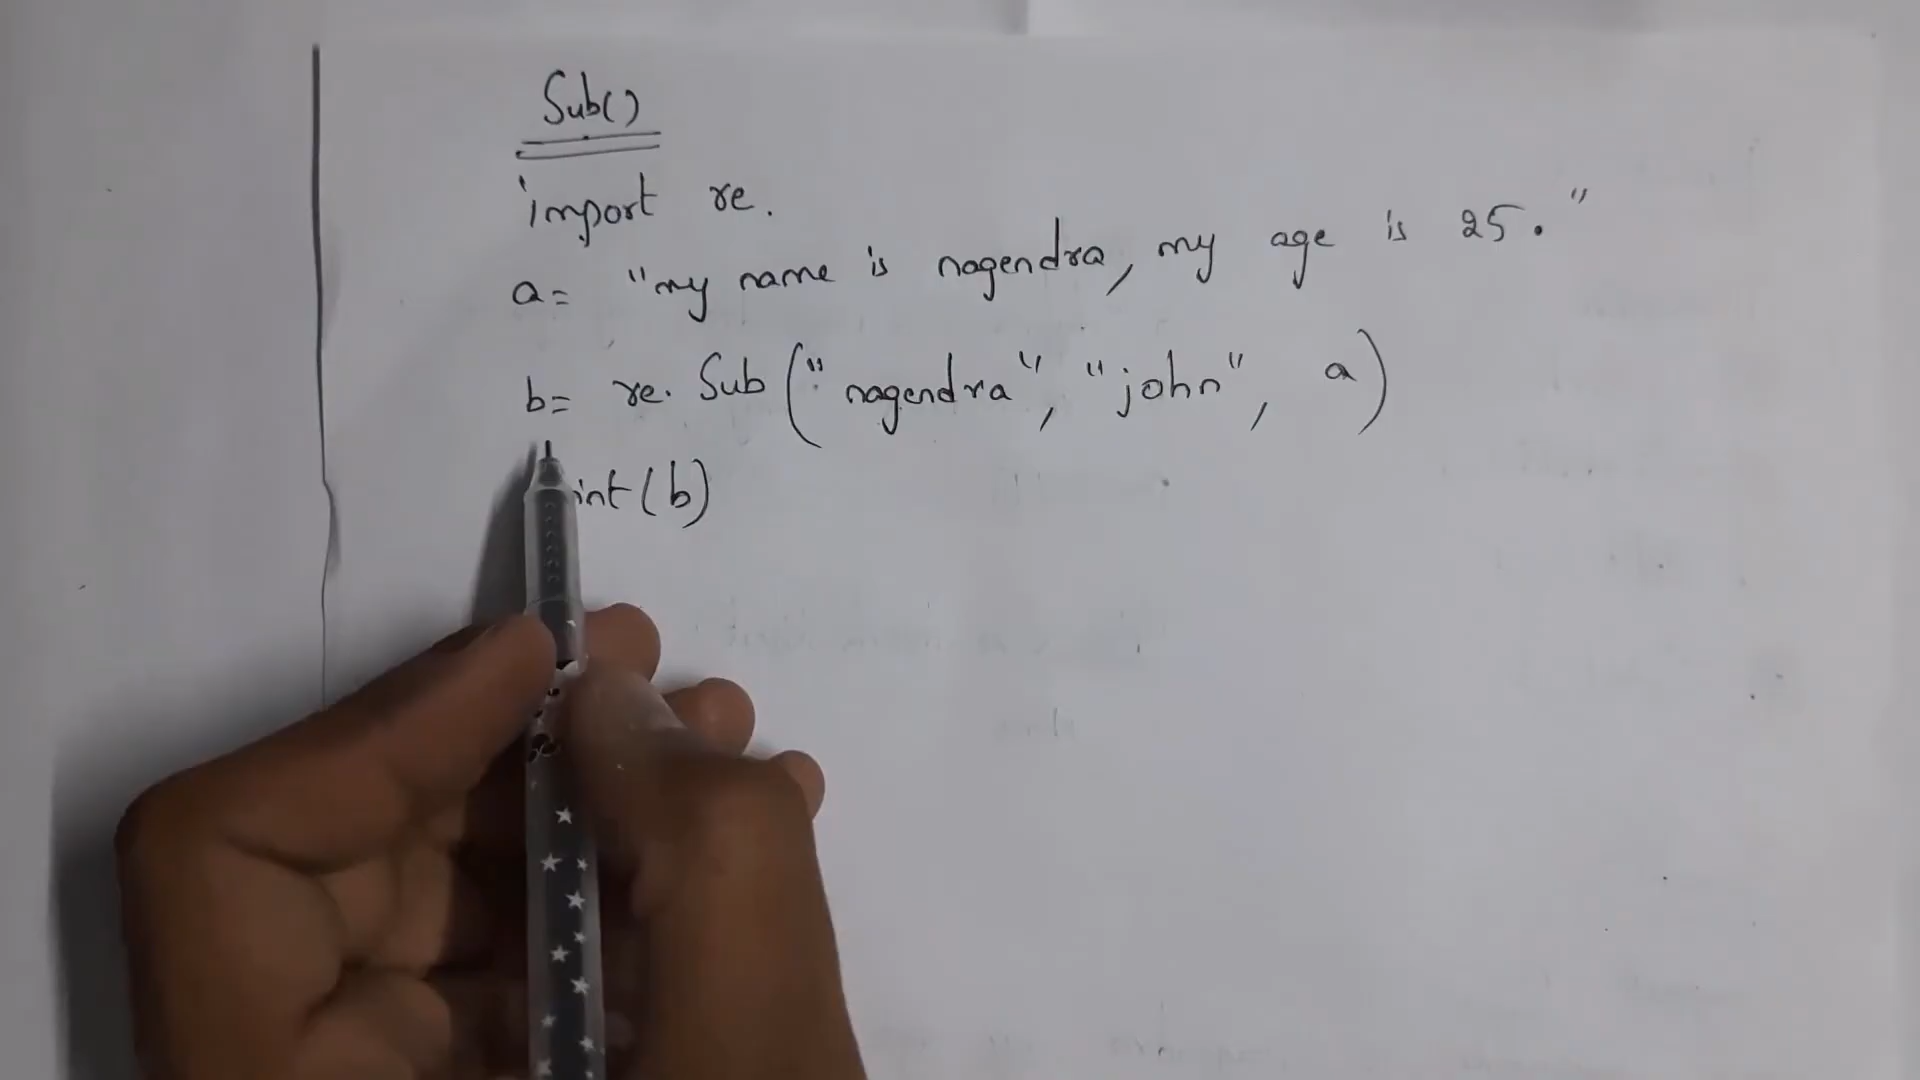 Sub()
import re.
a= "my name is nagendra, my age is 25."
b= re. Sub ("nagendra", "john", a)
int(b)